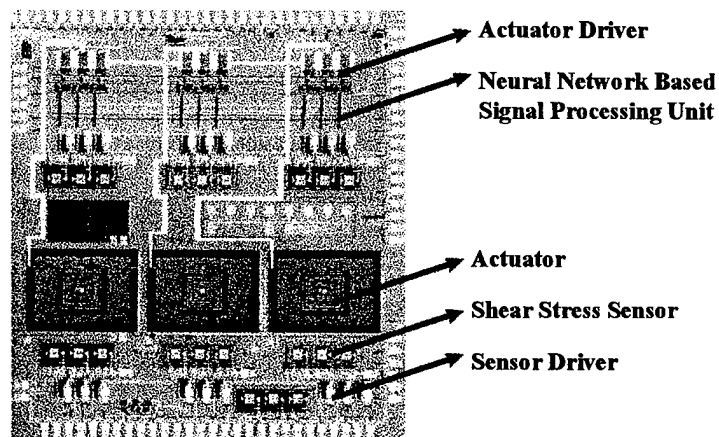 Actuator Driver
Neural Network Based
Signal Processing Unit
Actuator
Shear Stress Sensor
Sensor Driver